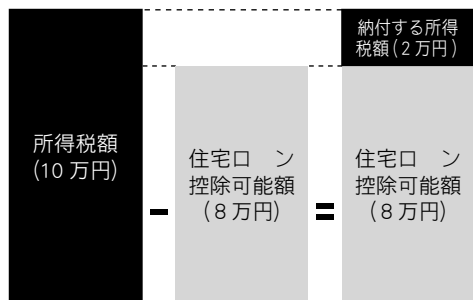 所得税額
(10 万円)
−
住宅ロ ン
控除可能額
(８万円)
=
納付する所得
税額(２万円)
住宅ロ ン
控除可能額
(８万円)